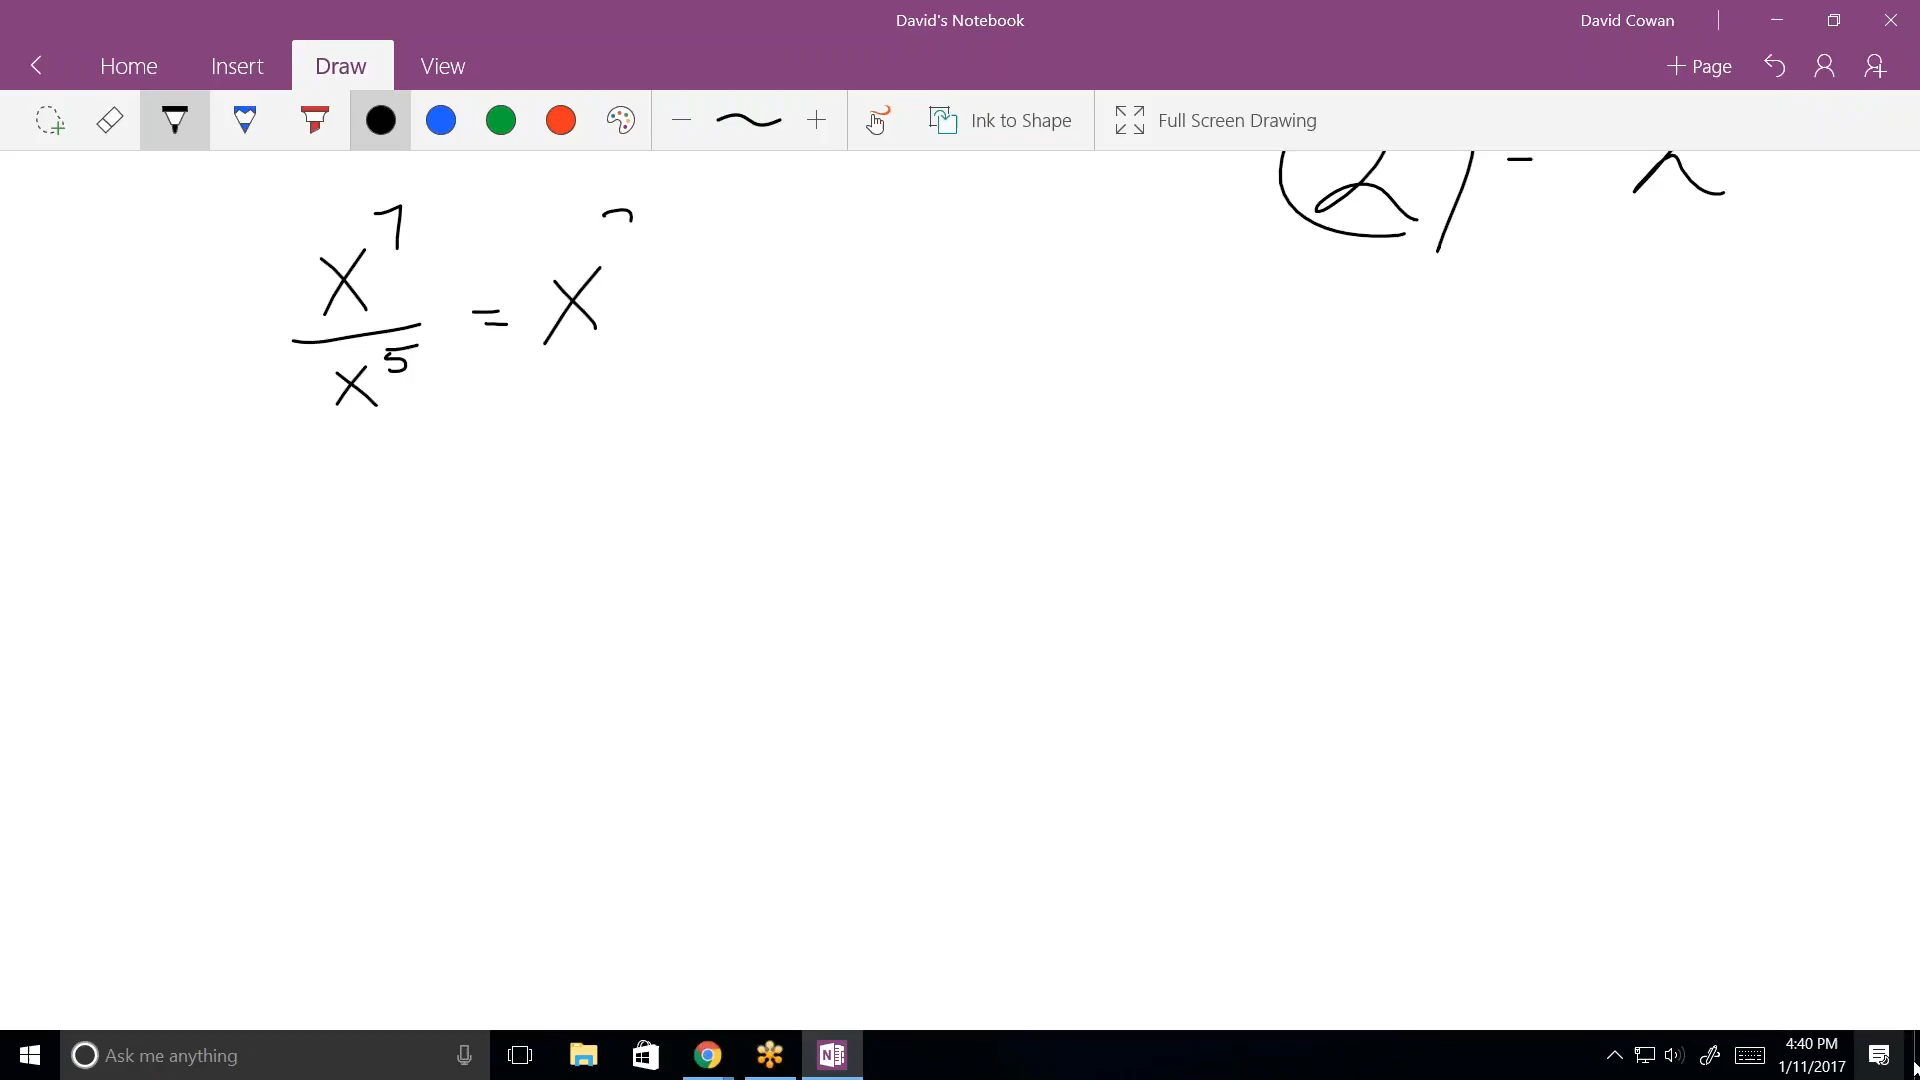 David's Notebook David Cowan
Home Insert Draw View + Page
Ink to Shape Full Screen Drawing
(2) =
x^7 / x^5 = x
Ask me anything
4:40 PM
1/11/2017